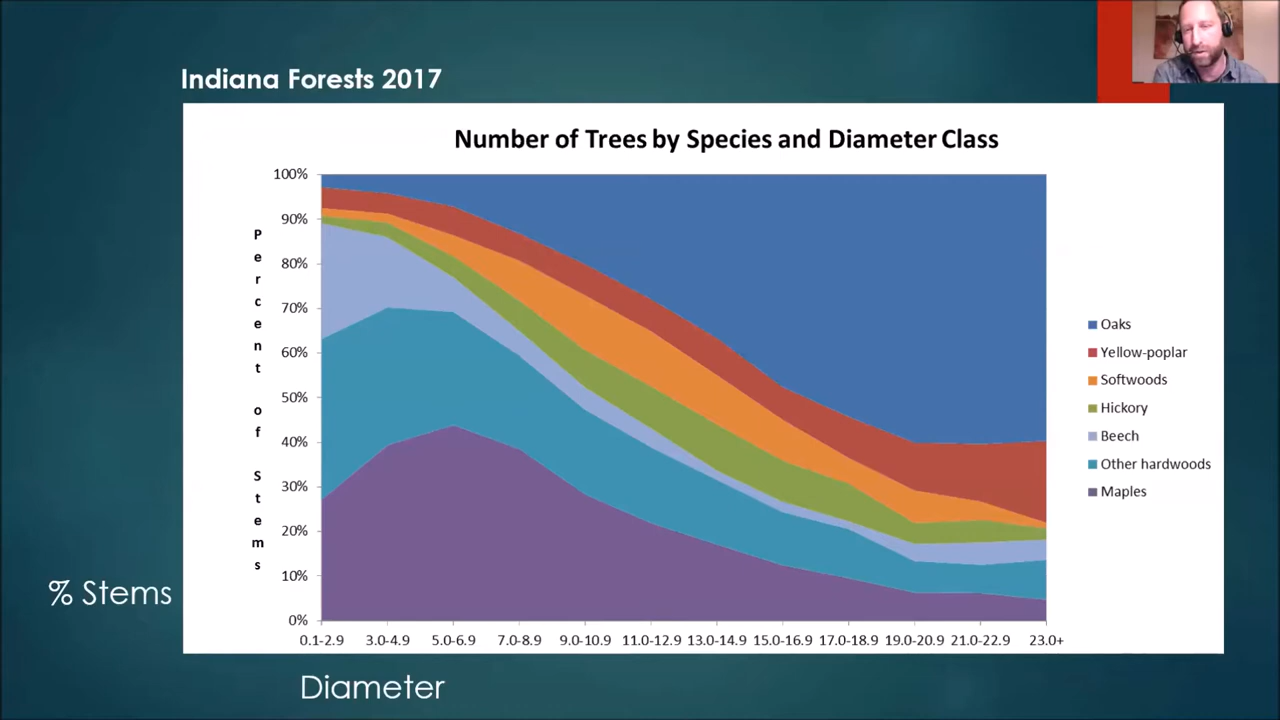 Indiana Forests 2017
Number of Trees by Species and Diameter Class
Percent of Stems
100%
90%
80%
70%
60%
50%
40%
30%
20%
10%
0%
0.1-2.9 3.0-4.9 5.0-6.9 7.0-8.9 9.0-10.9 11.0-12.9 13.0-14.9 15.0-16.9 17.0-18.9 19.0-20.9 21.0-22.9 23.0+
Oaks
Yellow-poplar
Softwoods
Hickory
Beech
Other hardwoods
Maples
% Stems
Diameter